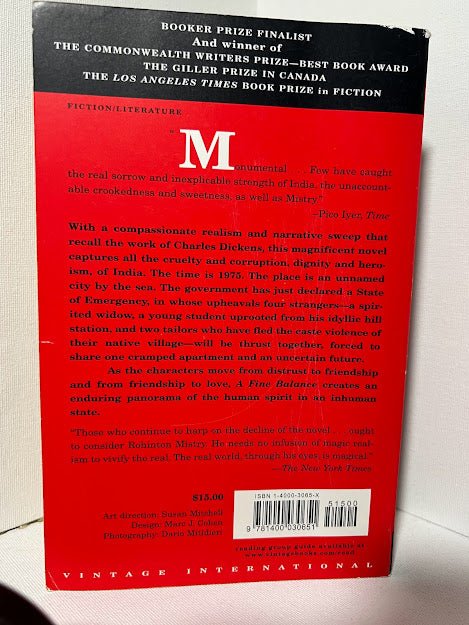 BOOKER PRIZE FINALIST
And winner of
THE COMMONWEALTH WRITERS PRIZE—BEST BOOK AWARD
THE GILLER PRIZE IN CANADA
THE LOS ANGELES TIMES BOOK PRIZE in FICTION
FICTION/LITERATURE
"Monumental . . . Few have caught
the real sorrow and inexplicable strength of India, the unaccount-
able crookedness and sweetness, as well as Mistry."
—Pico Iyer, Time
With a compassionate realism and narrative sweep that
recall the work of Charles Dickens, this magnificent novel
captures all the cruelty and corruption, dignity and hero-
ism, of India. The time is 1975. The place is an unnamed
city by the sea. The government has just declared a State
of Emergency, in whose upheavals four strangers—a spir-
ited widow, a young student uprooted from his idyllic hill
station, and two tailors who have fled the caste violence of
their native village—will be thrust together, forced to
share one cramped apartment and an uncertain future.
As the characters move from distrust to friendship
and from friendship to love, A Fine Balance creates an
enduring panorama of the human spirit in an inhuman
state.
"Those who continue to harp on the decline of the novel . . . ought
to consider Rohinton Mistry. He needs no infusion of magic real-
ism to vivify the real. The real world, through his eyes, is magical."
—The New York Times
$15.00
Art direction: Susan Mitchell
Design: Marc J. Cohen
Photography: Dario Mitidieri
ISBN 1-4000-3065-X
51500
9 781400 030651
reading group guide available at
www.vintagebooks.com/read
VINTAGE INTERNATIONAL